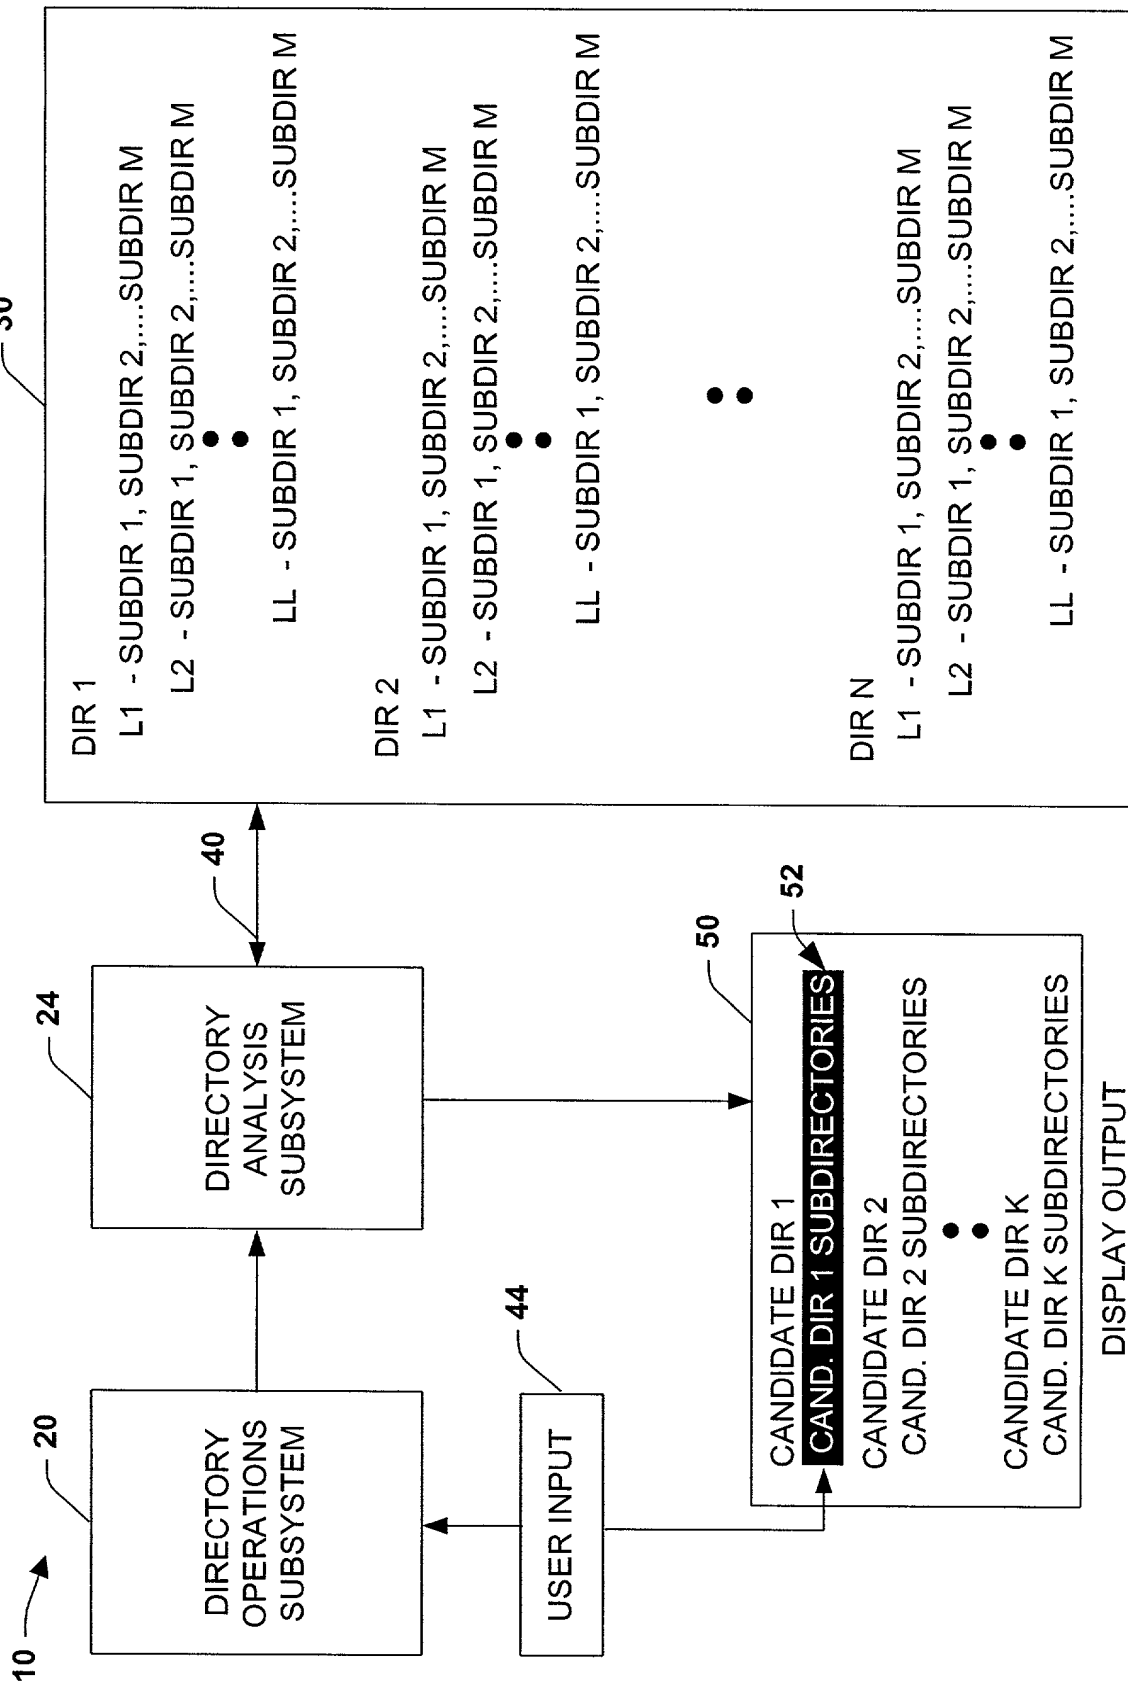 10
20
DIRECTORY
OPERATIONS
SUBSYSTEM
24
DIRECTORY
ANALYSIS
SUBSYSTEM
40
44
USER INPUT
50
52
CANDIDATE DIR 1
CAND. DIR 1 SUBDIRECTORIES
CANDIDATE DIR 2
CAND. DIR 2 SUBDIRECTORIES
CANDIDATE DIR K
CAND. DIR K SUBDIRECTORIES
DISPLAY OUTPUT
DIR 1
L1 - SUBDIR 1, SUBDIR 2,....SUBDIR M
L2 - SUBDIR 1, SUBDIR 2,....SUBDIR M
LL - SUBDIR 1, SUBDIR 2,....SUBDIR M
DIR 2
L1 - SUBDIR 1, SUBDIR 2,....SUBDIR M
L2 - SUBDIR 1, SUBDIR 2,....SUBDIR M
LL - SUBDIR 1, SUBDIR 2,....SUBDIR M
DIR N
L1 - SUBDIR 1, SUBDIR 2,....SUBDIR M
L2 - SUBDIR 1, SUBDIR 2,....SUBDIR M
LL - SUBDIR 1, SUBDIR 2,....SUBDIR M